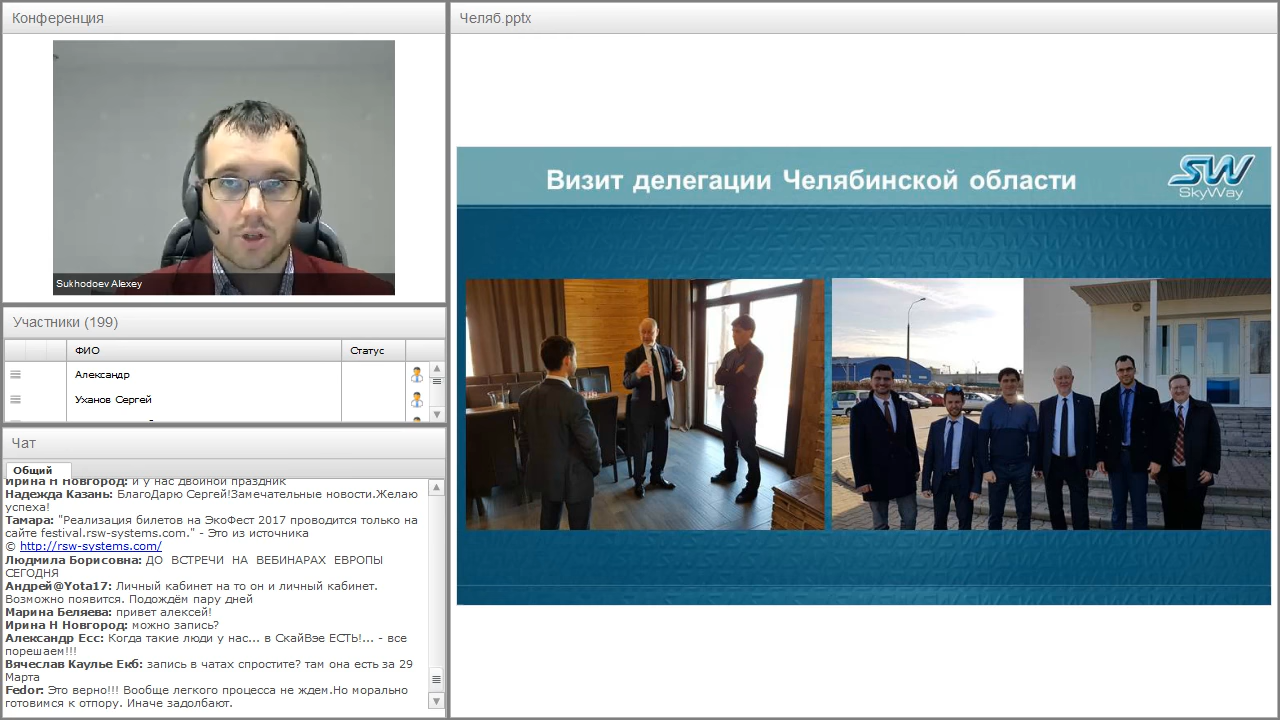 Конференция
Sukhodoev Alexey
Участники (199)
ФИО
Статус
Александр
Уханов Сергей
Чат
Общий
Ирина Н Новгород: и у нас двойной праздник
Надежда Казань: БлагоДарю Сергей!Замечательные новости.Желаю
успеха!
Тамара: "Реализация билетов на ЭкоФест 2017 проводится только на
сайте festival.rsw-systems.com." - Это из источника
© http://rsw-systems.com/
Людмила Борисовна: ДО ВСТРЕЧИ НА ВЕБИНАРАХ ЕВРОПЫ
СЕГОДНЯ
Андрей@Yota17: Личный кабинет на то он и личный кабинет.
Возможно появится. Подождём пару дней
Марина Беляева: привет алексей!
Ирина Н Новгород: можно запись?
Александр Есс: Когда такие люди у нас... в СкайВэе ЕСТЬ!... - все
порешаем!!!
Вячеслав Каулье Екб: запись в чатах спростите? там она есть за 29
Марта
Fedor: Это верно!!! Вообще легкого процесса не ждем.Но морально
готовимся к отпору. Иначе задолбают.
Челяб.pptx
Визит делегации Челябинской области
SW
SkyWay